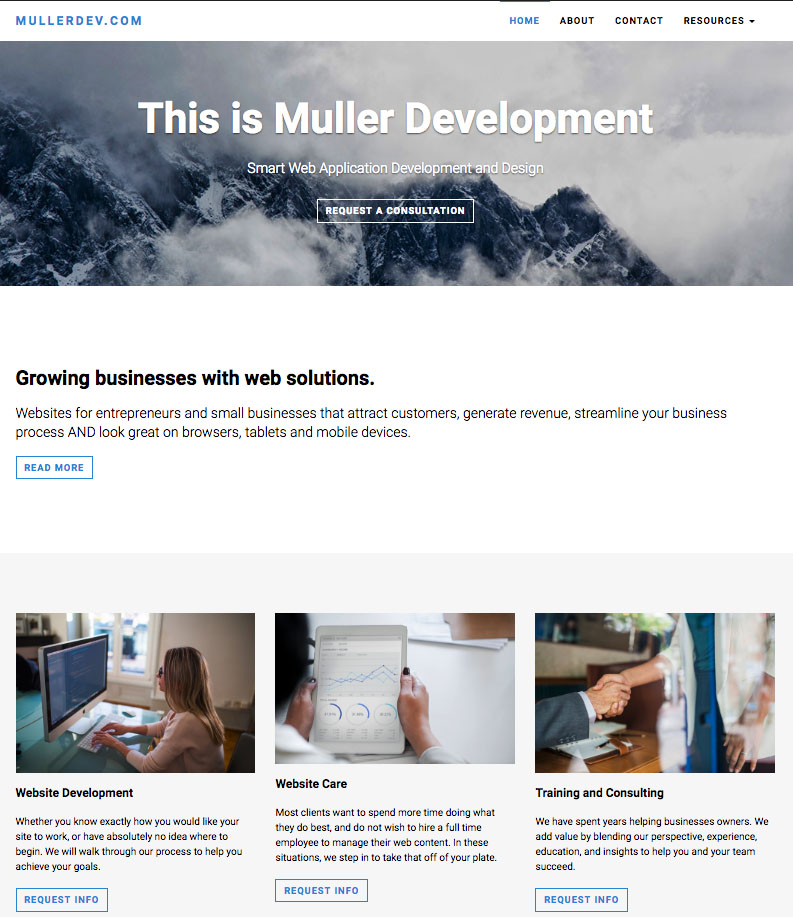 MULLERDEV.COM
HOME ABOUT CONTACT RESOURCES
This is Muller Development
Smart Web Application Development and Design
REQUEST A CONSULTATION
Growing businesses with web solutions.
Websites for entrepreneurs and small businesses that attract customers, generate revenue, streamline your business
process AND look great on browsers, tablets and mobile devices.
READ MORE
Website Development
Whether you know exactly how you would like your
site to work, or have absolutely no idea where to
begin. We will walk through our process to help you
achieve your goals.
REQUEST INFO
Website Care
Most clients want to spend more time doing what
they do best, and do not wish to hire a full time
employee to manage their web content. In these
situations, we step in to take that off of your plate.
REQUEST INFO
Training and Consulting
We have spent years helping businesses owners. We
add value by blending our perspective, experience,
education, and insights to help you and your team
succeed.
REQUEST INFO